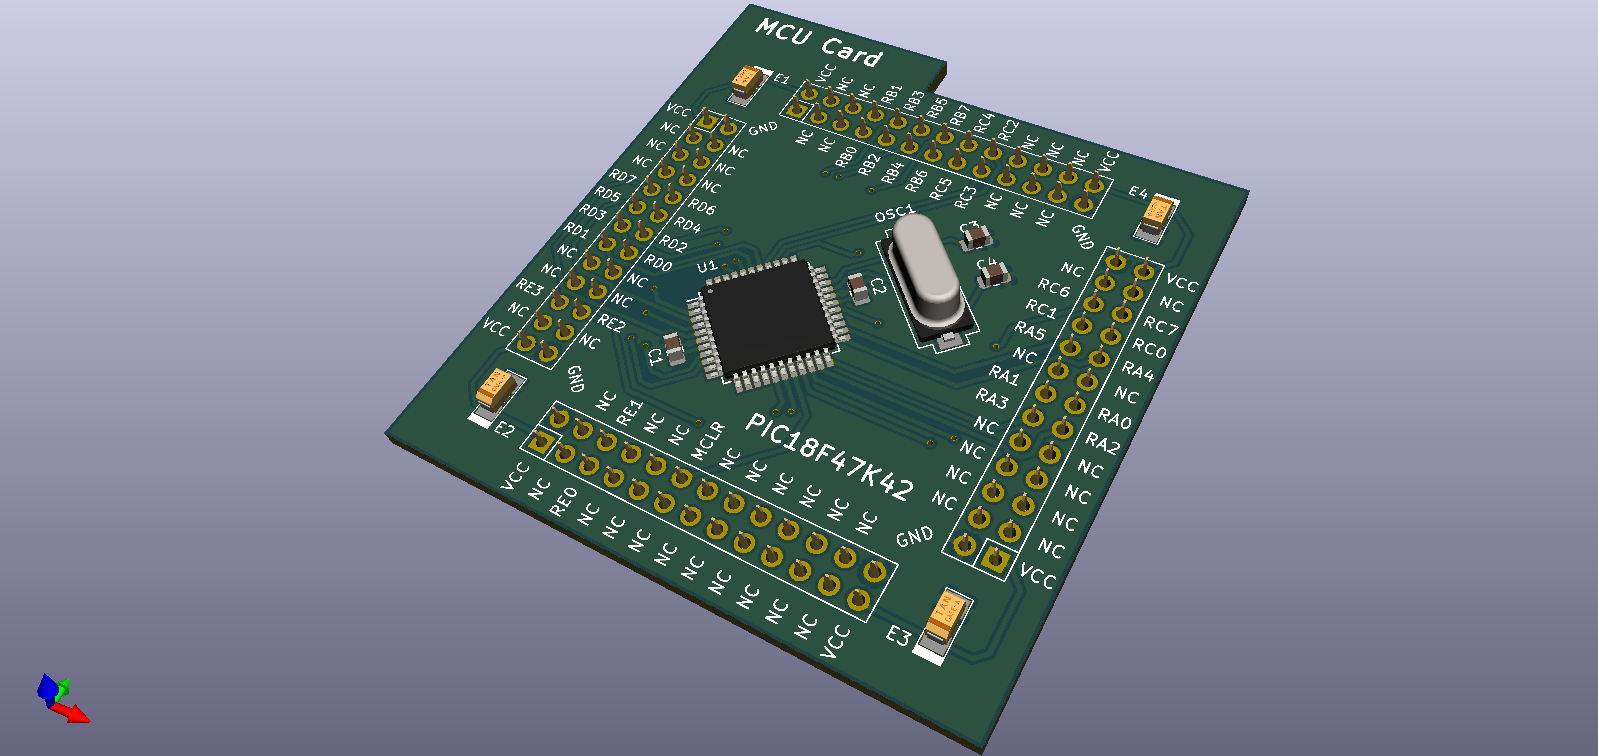 MCU Card
E1
VCC
NC
NC
RB1
RB3
RB5
RB7
RC4
RC2
NC
NC
NC
VCC
NC
NC
RB0
RB2
RB4
RB6
RC5
RC3
NC
NC
NC
GND
E4
VCC
NC
NC
NC
RD7
RD5
RD3
RD1
NC
NC
RE3
NC
VCC
GND
NC
NC
RD6
RD4
RD2
RD0
NC
NC
RE2
NC
GND
U1
OSC1
C3
C4
C2
C1
NC
RC6
RC1
RA5
NC
RA1
RA3
NC
NC
NC
NC
GND
VCC
NC
RC7
RC0
RA4
NC
RA0
RA2
NC
NC
NC
NC
VCC
E2
NC
RE1
NC
NC
MCLR
NC
NC
NC
NC
NC
NC
PIC18F47K42
VCC
NC
RE0
NC
NC
NC
NC
NC
NC
NC
NC
NC
VCC
E3
TAN
TAN